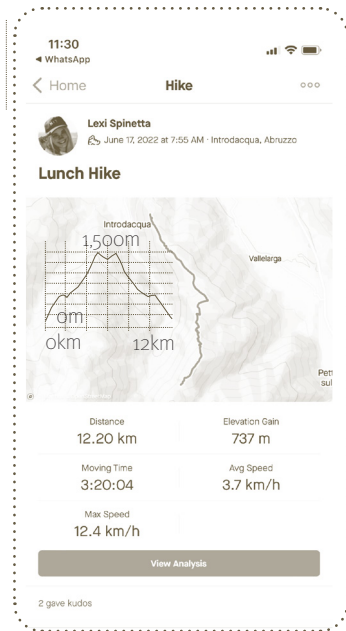 11:30
WhatsApp
Home
Hike
Lexi Spinetta
June 17, 2022 at 7:55 AM · Introdacqua, Abruzzo
Lunch Hike
Introdacqua
1,500m
Vallelarga
0m
0km
12km
Distance
Elevation Gain
12.20 km
737 m
Moving Time
Avg Speed
3:20:04
3.7 km/h
Max Speed
12.4 km/h
View Analysis
2 gave kudos